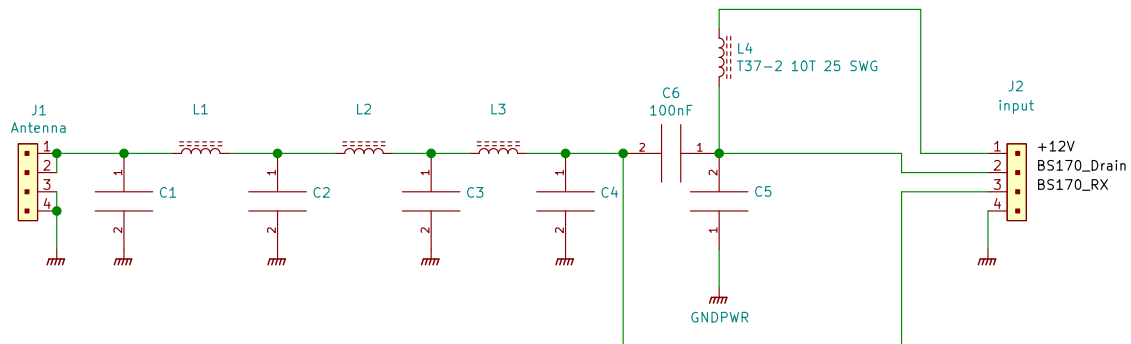 L4
T37-2 10T 25 SWG
C6
100nF
J2
input
J1
Antenna
L1
L2
L3
1
2
3
4
2
1
1
2
3
4
+12V
BS170_Drain
BS170_RX
1
C1
2
1
C2
2
1
C3
2
1
C4
2
2
C5
1
GNDPWR